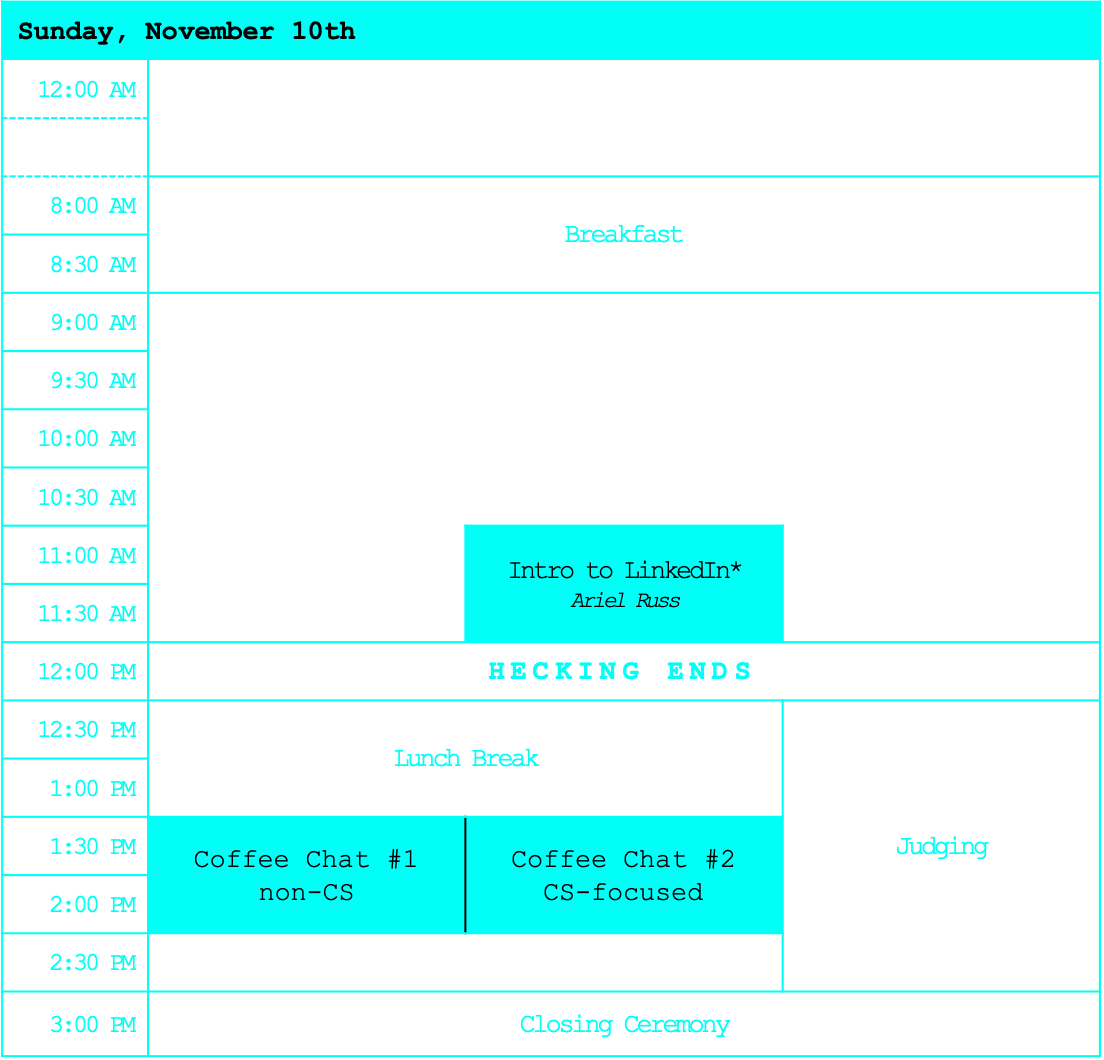 Sunday, November 10th
12:00 AM
8:00 AM
Breakfast
8:30 AM
9:00 AM
9:30 AM
10:00 AM
10:30 AM
11:00 AM
Intro to LinkedIn*
Ariel Russ
11:30 AM
12:00 PM
HECKING ENDS
12:30 PM
Lunch Break
1:00 PM
1:30 PM
Coffee Chat #1
non-CS
Coffee Chat #2
CS-focused
Judging
2:00 PM
2:30 PM
3:00 PM
Closing Ceremony